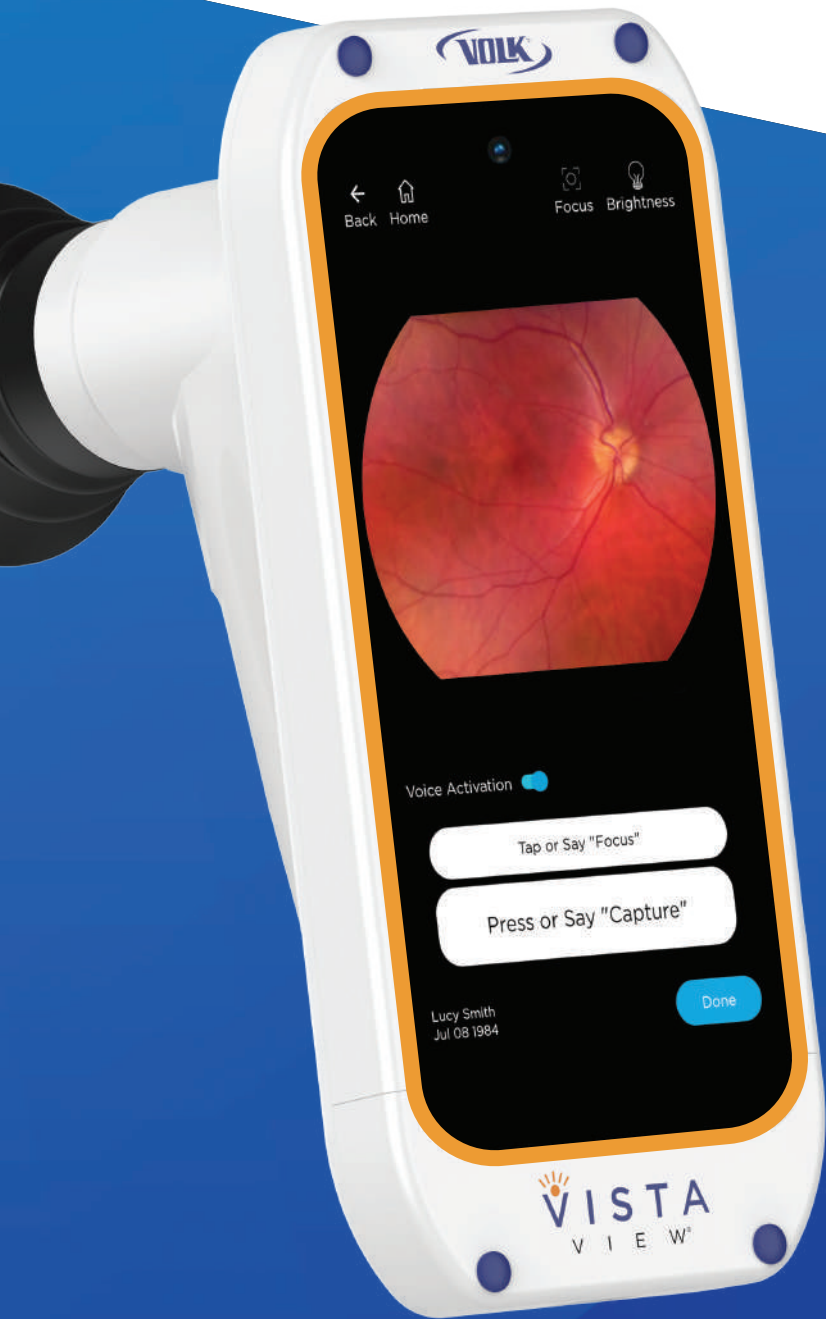 VOLK
Back Home Focus Brightness
Voice Activation
Tap or Say "Focus"
Press or Say "Capture"
Lucy Smith
Jul 08 1984
Done
VISTA
VIEW®